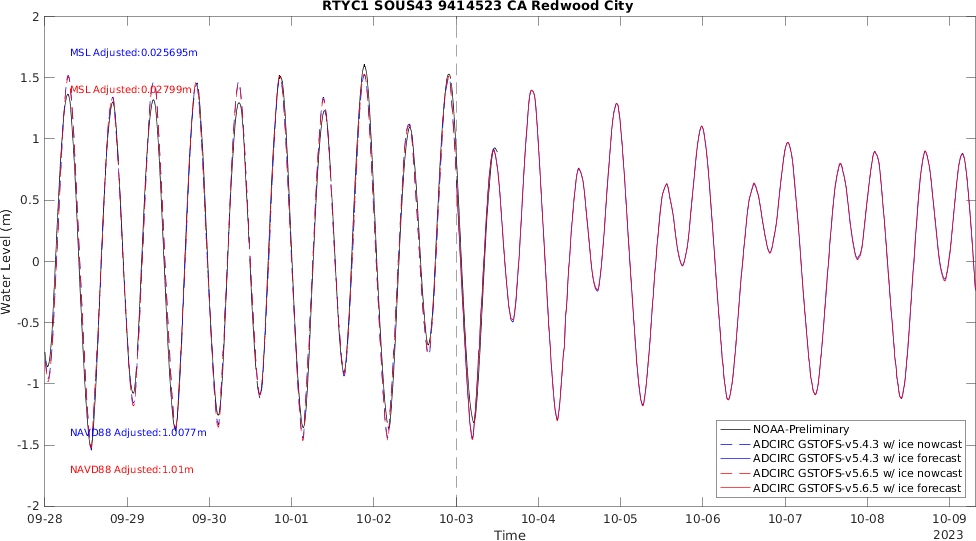 RTYC1 SOUS43 9414523 CA Redwood City
2
1.5
1
0.5
0
-0.5
-1
-1.5
-2
Water Level (m)
MSL Adjusted:0.025695m
MSL Adjusted:0.02799m
NAVD88 Adjusted:1.0077m
NAVD88 Adjusted:1.01m
NOAA-Preliminary
ADCIRC GSTOFS-v5.4.3 w/ ice nowcast
ADCIRC GSTOFS-v5.4.3 w/ ice forecast
ADCIRC GSTOFS-v5.6.5 w/ ice nowcast
ADCIRC GSTOFS-v5.6.5 w/ ice forecast
09-28 09-29 09-30 10-01 10-02 10-03 10-04 10-05 10-06 10-07 10-08 10-09
Time
2023